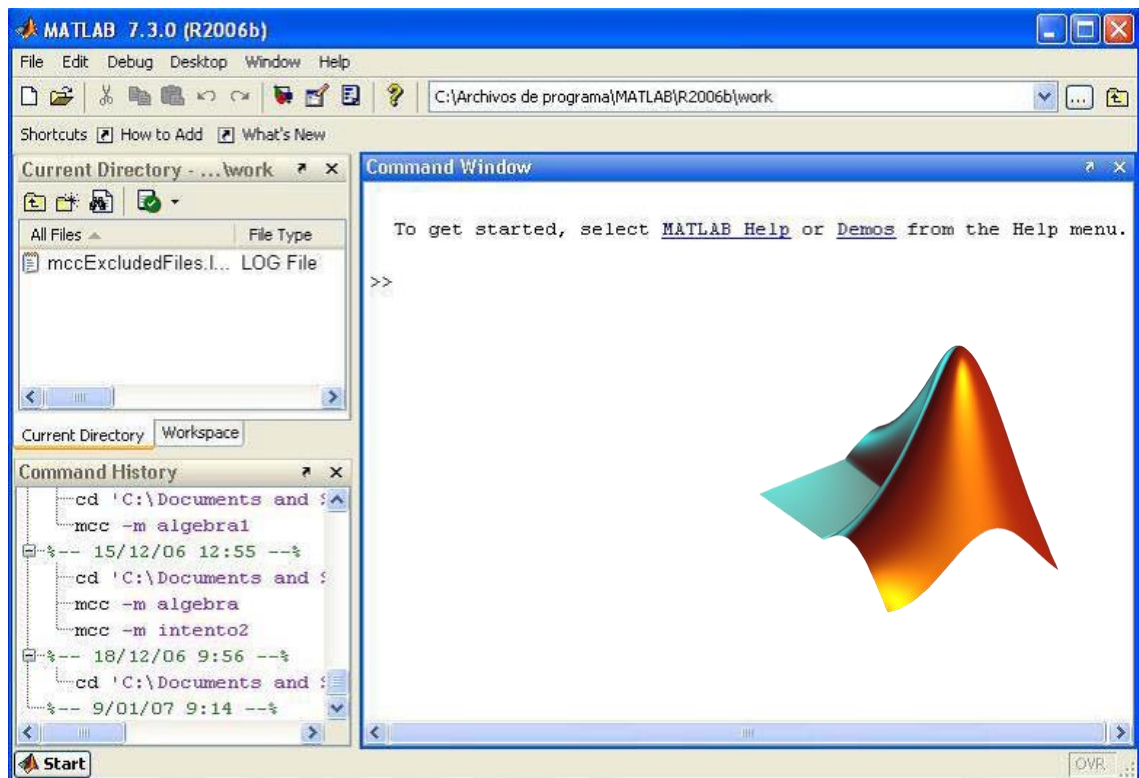 MATLAB 7.3.0 (R2006b)
File Edit Debug Desktop Window Help
C:\Archivos de programa\MATLAB\R2006b\work
Shortcuts How to Add What's New
Current Directory - ...\work
All Files File Type
mccExcludedFiles.l... LOG File
Current Directory Workspace
Command History
cd 'C:\Documents and
mcc -m algebra1
%-- 15/12/06 12:55 --%
cd 'C:\Documents and
mcc -m algebra
mcc -m intento2
%-- 18/12/06 9:56 --%
cd 'C:\Documents and
%-- 9/01/07 9:14 --%
Command Window
To get started, select MATLAB Help or Demos from the Help menu.
>>
Start
OVR